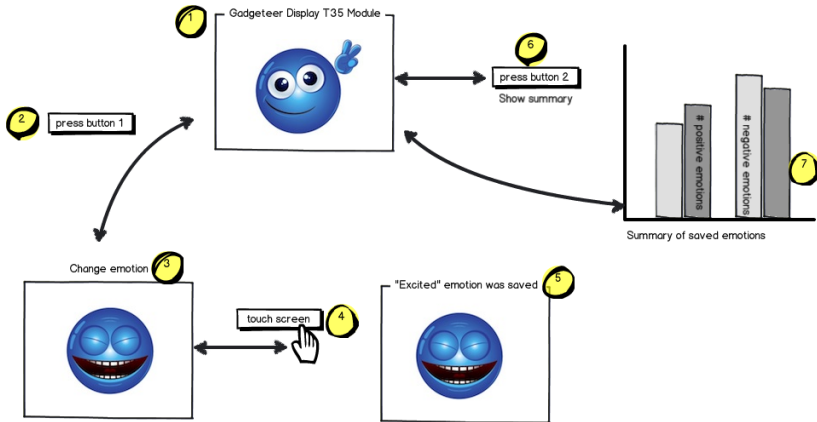 1
Gadgeteer Display T35 Module
2
press button 1
6
press button 2
Show summary
# positive emotions
# negative emotions
7
Summary of saved emotions
Change emotion
3
touch screen
4
"Excited" emotion was saved
5